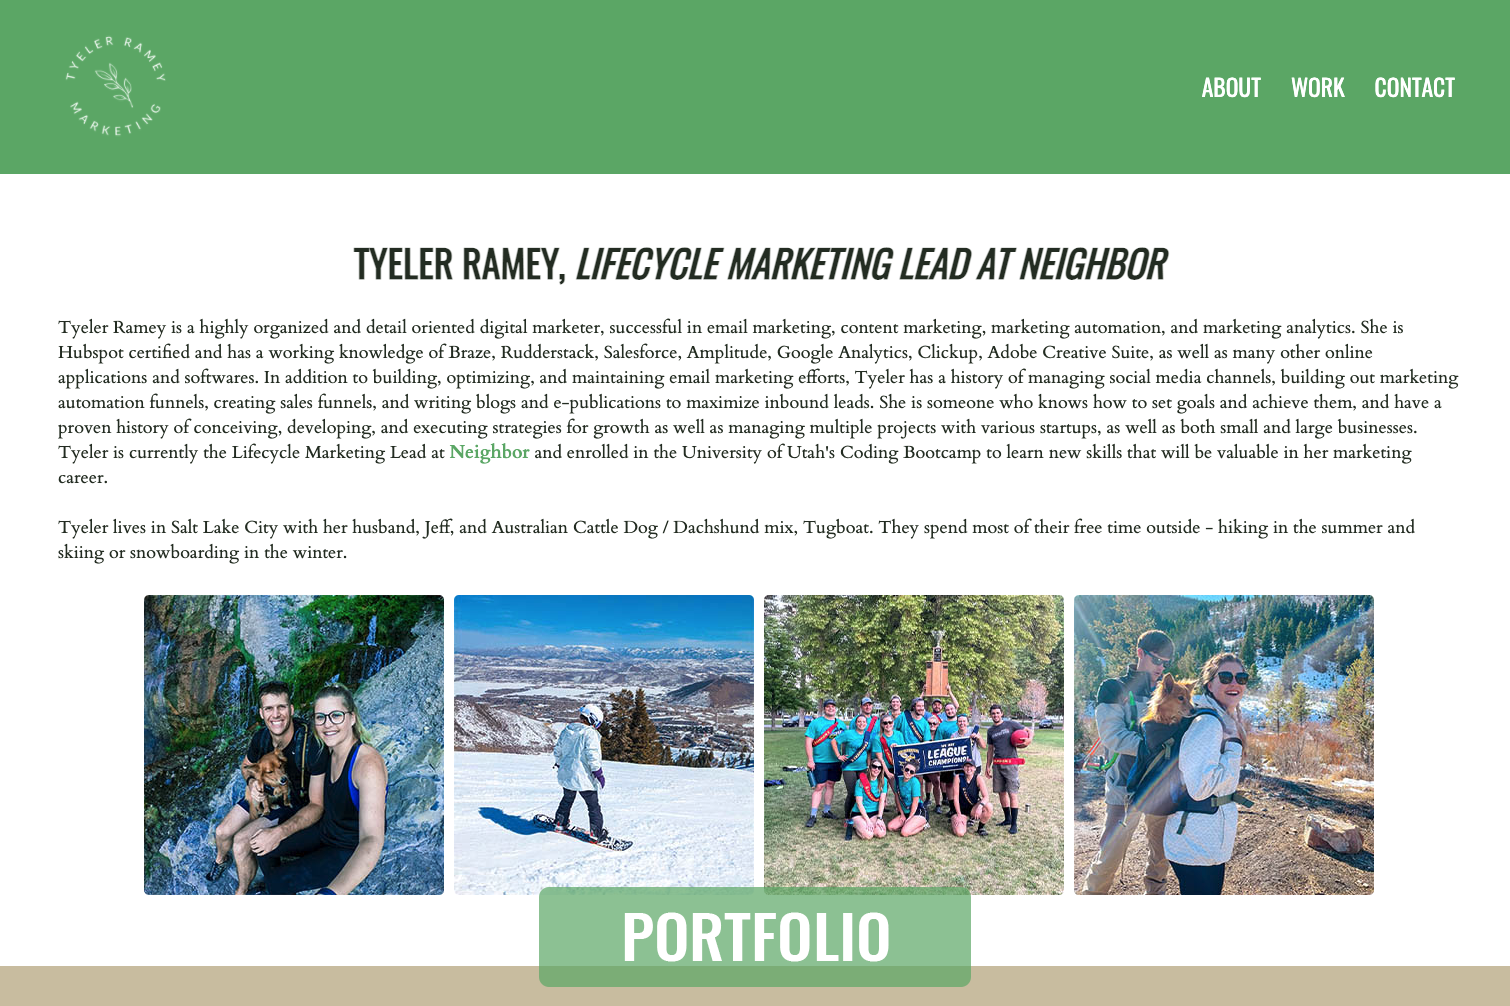 TYELER RAMEY
MARKETING
ABOUT WORK CONTACT
TYELER RAMEY, LIFECYCLE MARKETING LEAD AT NEIGHBOR
Tyeler Ramey is a highly organized and detail oriented digital marketer, successful in email marketing, content marketing, marketing automation, and marketing analytics. She is
Hubspot certified and has a working knowledge of Braze, Rudderstack, Salesforce, Amplitude, Google Analytics, Clickup, Adobe Creative Suite, as well as many other online
applications and softwares. In addition to building, optimizing, and maintaining email marketing efforts, Tyeler has a history of managing social media channels, building out marketing
automation funnels, creating sales funnels, and writing blogs and e-publications to maximize inbound leads. She is someone who knows how to set goals and achieve them, and have a
proven history of conceiving, developing, and executing strategies for growth as well as managing multiple projects with various startups, as well as both small and large businesses.
Tyeler is currently the Lifecycle Marketing Lead at Neighbor and enrolled in the University of Utah's Coding Bootcamp to learn new skills that will be valuable in her marketing
career.
Tyeler lives in Salt Lake City with her husband, Jeff, and Australian Cattle Dog / Dachshund mix, Tugboat. They spend most of their free time outside - hiking in the summer and
skiing or snowboarding in the winter.
WE ARE
LEAGUE
CHAMPIONS!
PORTFOLIO